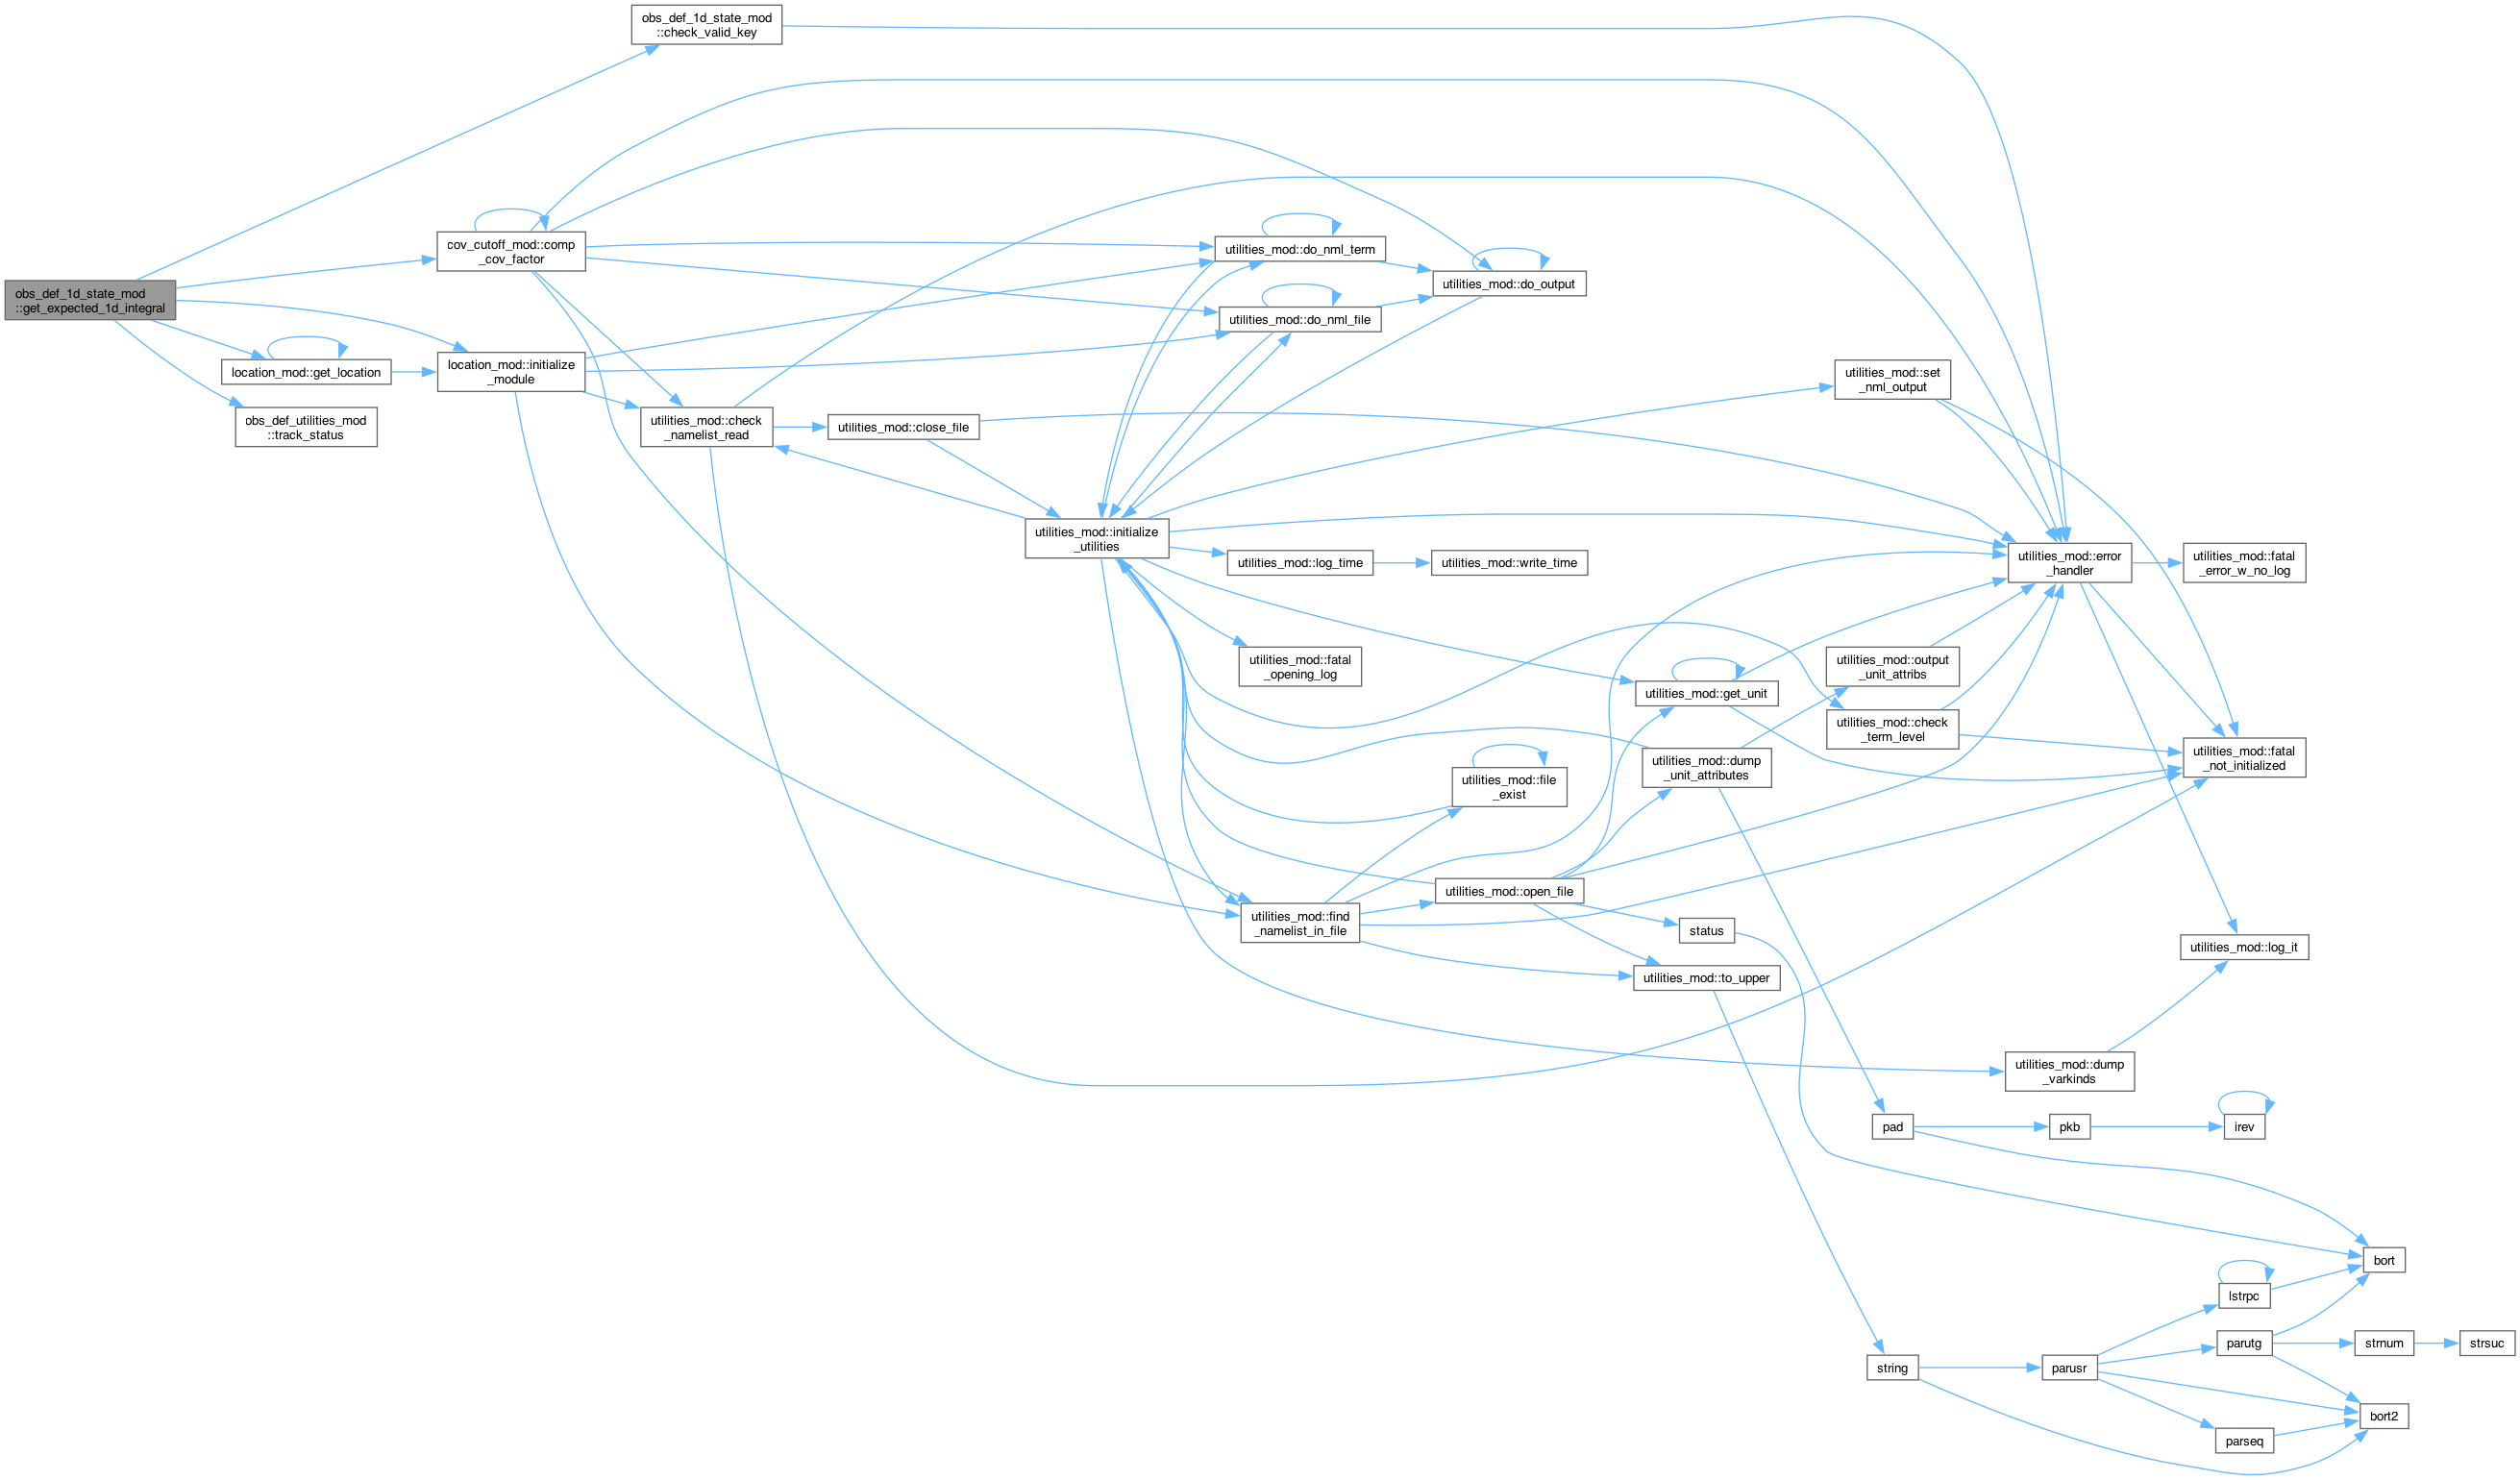 obs_def_1d_state_mod
::check_valid_key
cov_cutoff_mod::comp
_cov_factor
utilities_mod::do_nml_term
utilities_mod::do_output
obs_def_1d_state_mod
::get_expected_1d_integral
utilities_mod::do_nml_file
location_mod::get_location
location_mod::initialize
_module
utilities_mod::set
_nml_output
obs_def_utilities_mod
::track_status
utilities_mod::check
_namelist_read
utilities_mod::close_file
utilities_mod::initialize
_utilities
utilities_mod::log_time
utilities_mod::write_time
utilities_mod::error
_handler
utilities_mod::fatal
_error_w_no_log
utilities_mod::fatal
_opening_log
utilities_mod::get_unit
utilities_mod::output
_unit_attribs
utilities_mod::check
_term_level
utilities_mod::file
_exist
utilities_mod::dump
_unit_attributes
utilities_mod::fatal
_not_initialized
utilities_mod::find
_namelist_in_file
utilities_mod::open_file
status
utilities_mod::log_it
utilities_mod::to_upper
utilities_mod::dump
_varkinds
pad
pkb
irev
bort
lstrpc
parutg
strnum
strsuc
string
parusr
bort2
parseq